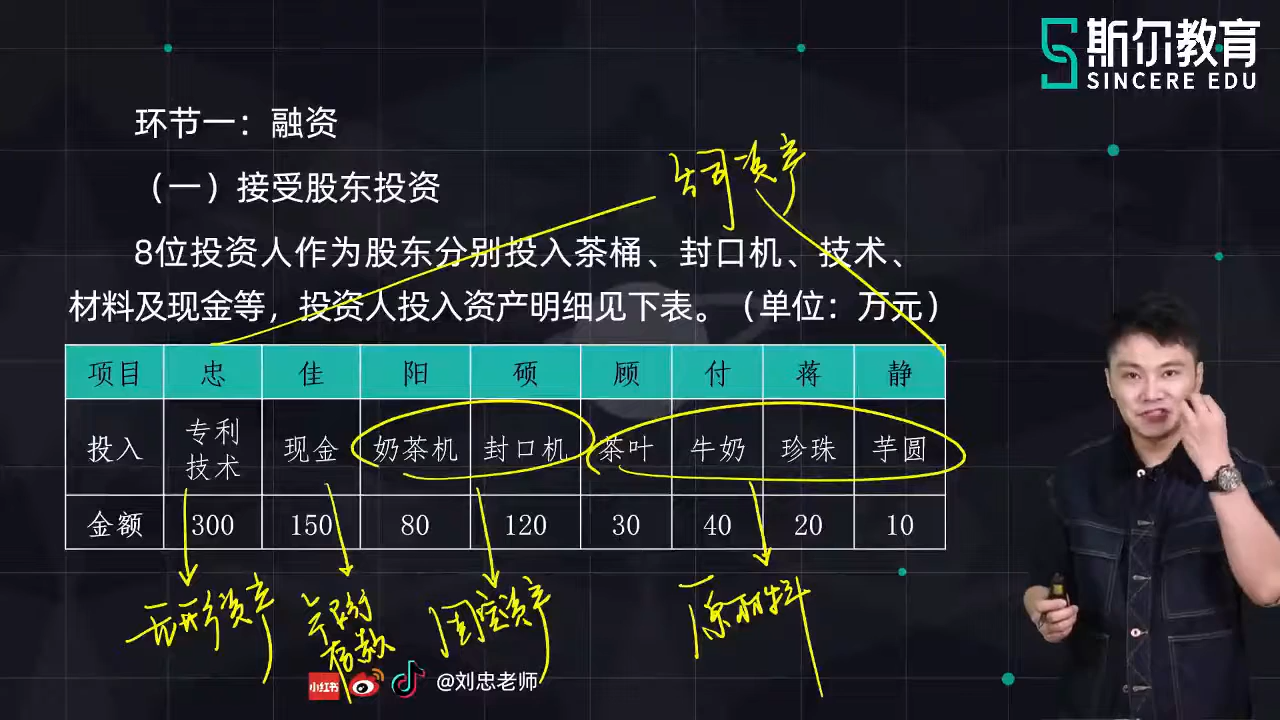 斯尔教育
SINCERE EDU
环节一：融资
（一）接受股东投资
公司资产
8位投资人作为股东分别投入茶桶、封口机、技术、
材料及现金等，投资人投入资产明细见下表。（单位：万元）
项目 忠 佳 阳 硕 顾 付 蒋 静
投入 专利技术 现金 奶茶机 封口机 茶叶 牛奶 珍珠 芋圆
金额 300 150 80 120 30 40 20 10
无形资产 银行存款 固定资产 原材料
小红书 @刘忠老师